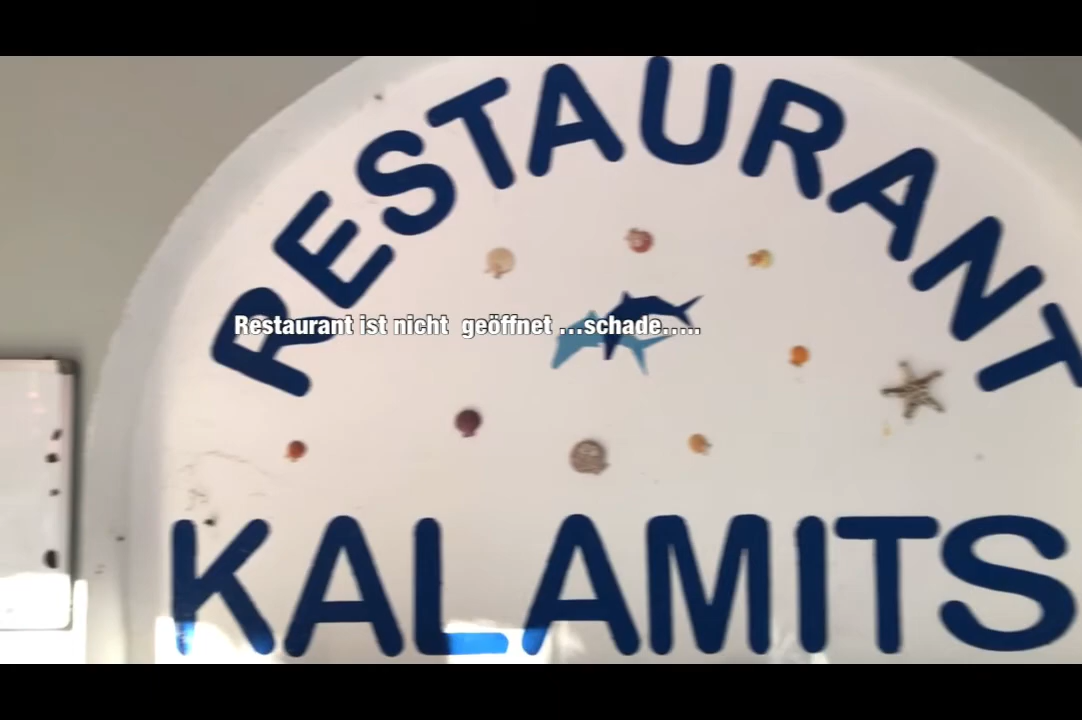 RESTAURANT
Restaurant ist nicht geöffnet ...schade.....
KALAMITS